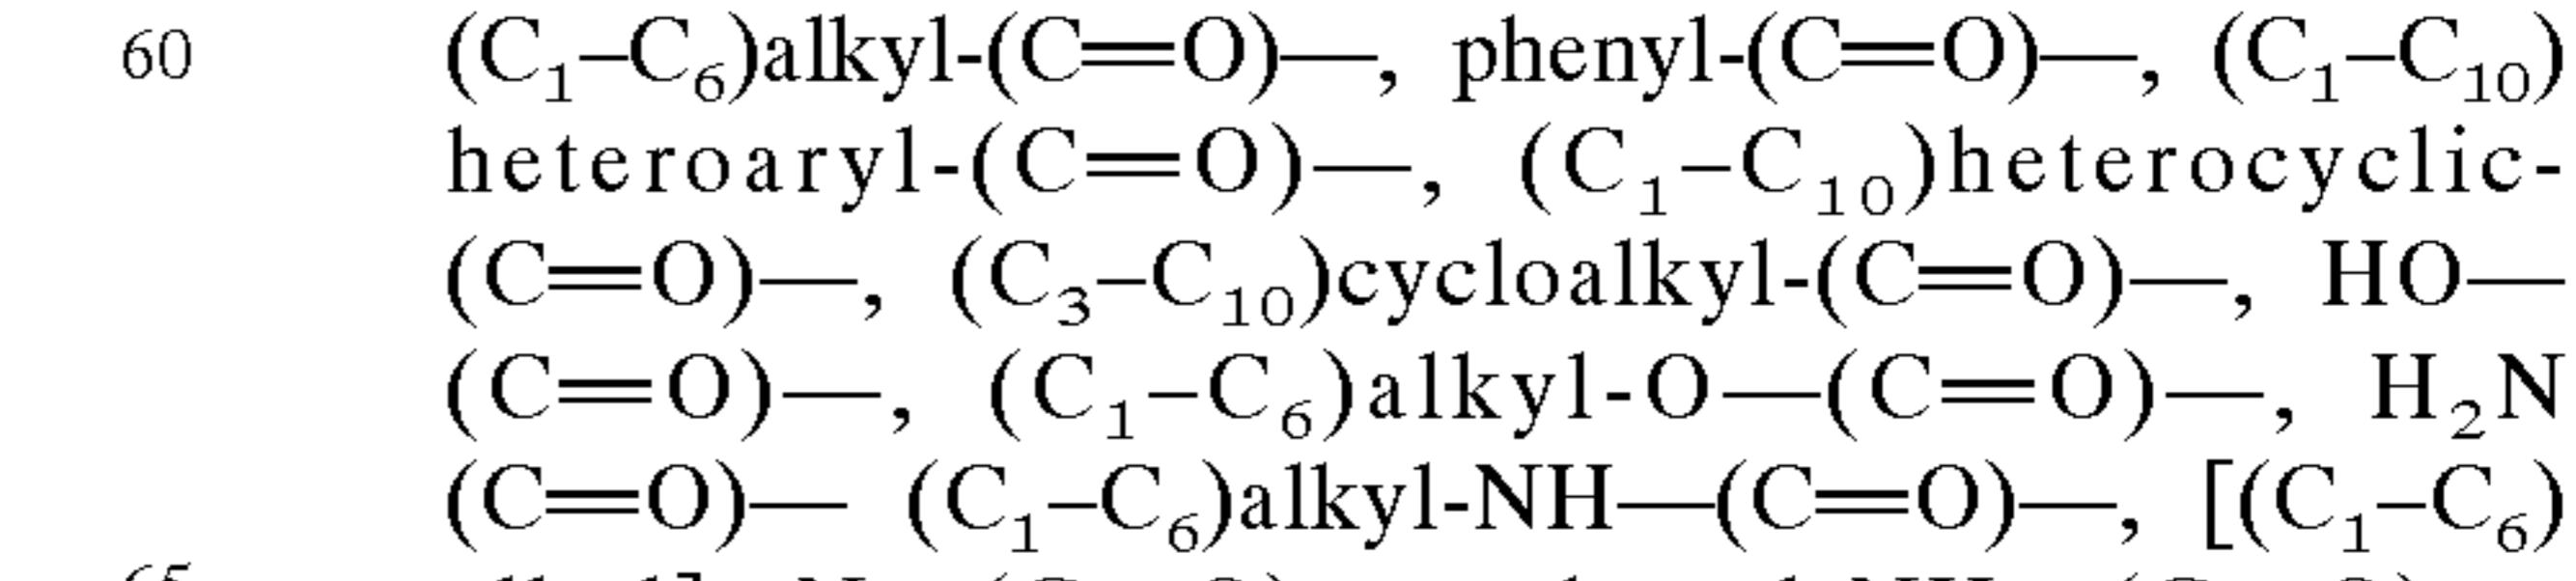 60 (C₁–C₆)alkyl-(C═O)—, phenyl-(C═O)—, (C₁–C₁₀)
heteroaryl-(C═O)—, (C₁–C₁₀)heterocyclic-
(C═O)—, (C₃–C₁₀)cycloalkyl-(C═O)—, HO—
(C═O)—, (C₁–C₆)alkyl-O—(C═O)—, H₂N
(C═O)— (C₁–C₆)alkyl-NH—(C═O)—, [(C₁–C₆)